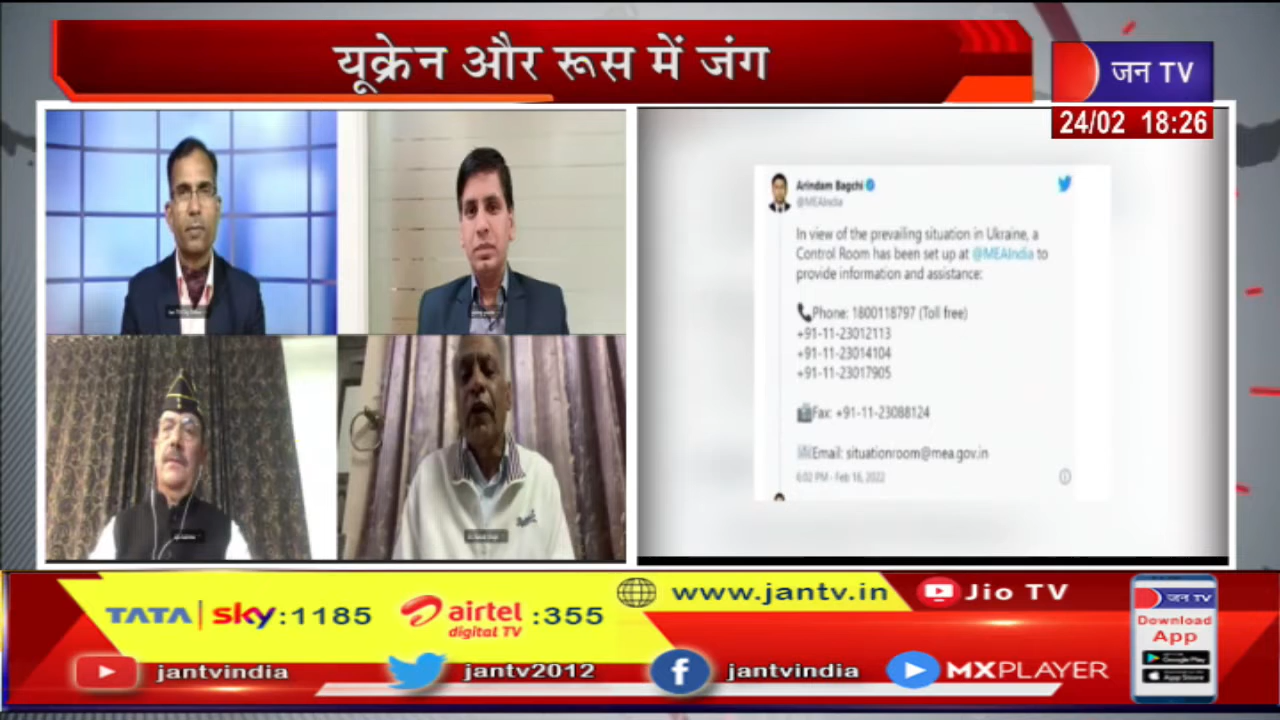 यूक्रेन और रूस में जंग
जन TV
24/02 18:26
Arindam Bagchi
@MEAIndia
In view of the prevailing situation in Ukraine, a
Control Room has been set up at @MEAIndia to
provide information and assistance:
Phone: 1800118797 (Toll free)
+91-11-23012113
+91-11-23014104
+91-11-23017905
Fax: +91-11-23088124
Email: situationroom@mea.gov.in
6:02 PM - Feb 16, 2022
TATA | sky :1185
airtel digital TV :355
www.jantv.in
Jio TV
जन TV
Download
App
Google Play
App Store
jantvindia
jantv2012
jantvindia
MXPLAYER